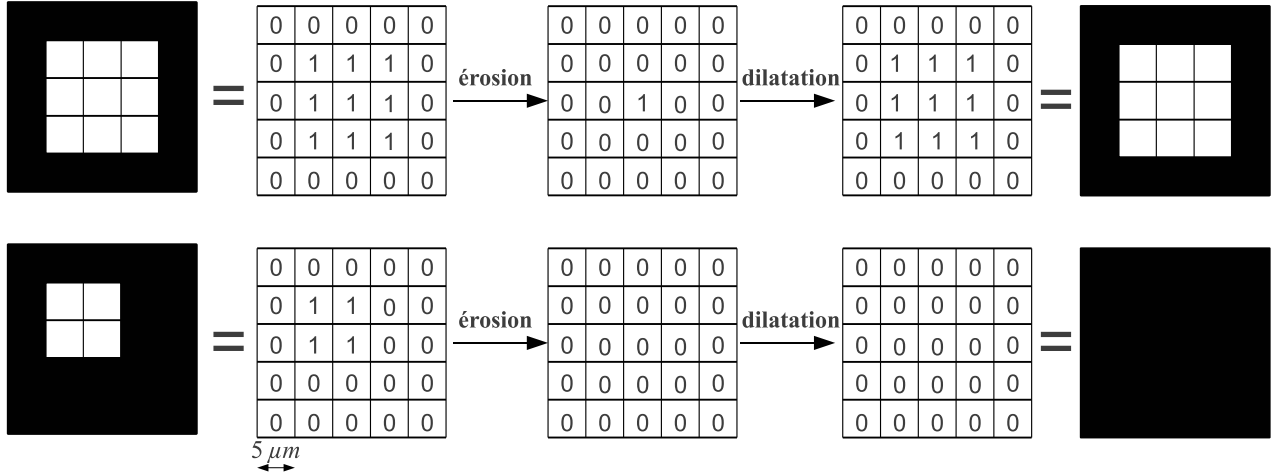 0 0 0 0 0 0 0 0 0 0 0 0 0 0 0
0 1 1 1 0 érosion 0 0 0 0 0 dilatation 0 1 1 1 0
= 0 1 1 1 0 0 0 1 0 0 0 1 1 1 0 =
0 1 1 1 0 0 0 0 0 0 0 1 1 1 0
0 0 0 0 0 0 0 0 0 0 0 0 0 0 0
0 0 0 0 0 0 0 0 0 0 0 0 0 0 0
0 1 1 0 0 érosion 0 0 0 0 0 dilatation 0 0 0 0 0
= 0 1 1 0 0 0 0 0 0 0 0 0 0 0 0 =
0 0 0 0 0 0 0 0 0 0 0 0 0 0 0
0 0 0 0 0 0 0 0 0 0 0 0 0 0 0
5 µm